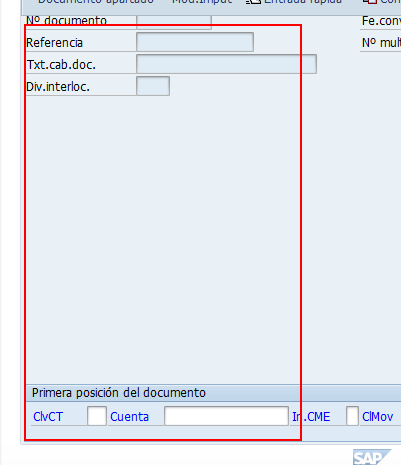 Documento aparcado Mod.imput Entrada rápida Con
Nº documento Fe.conv
Referencia Nº mult
Txt.cab.doc.
Div.interloc.
Primera posición del documento
ClvCT Cuenta In.CME ClMov
SAP